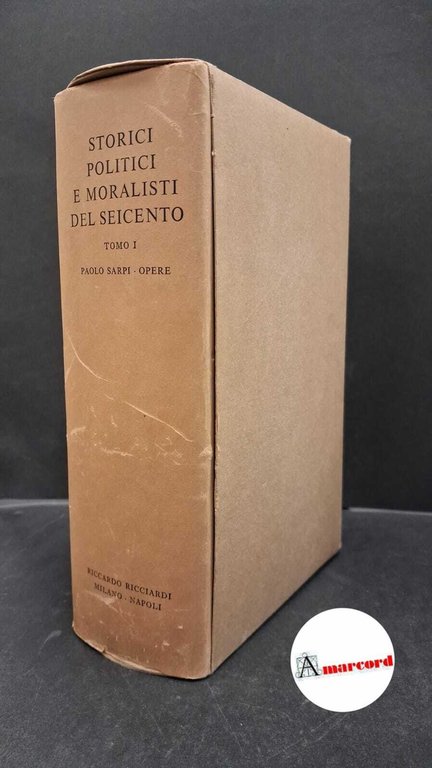 STORICI
POLITICI
E MORALISTI
DEL SEICENTO
TOMO I
PAOLO SARPI · OPERE
RICCARDO RICCIARDI
MILANO · NAPOLI
Amarcord